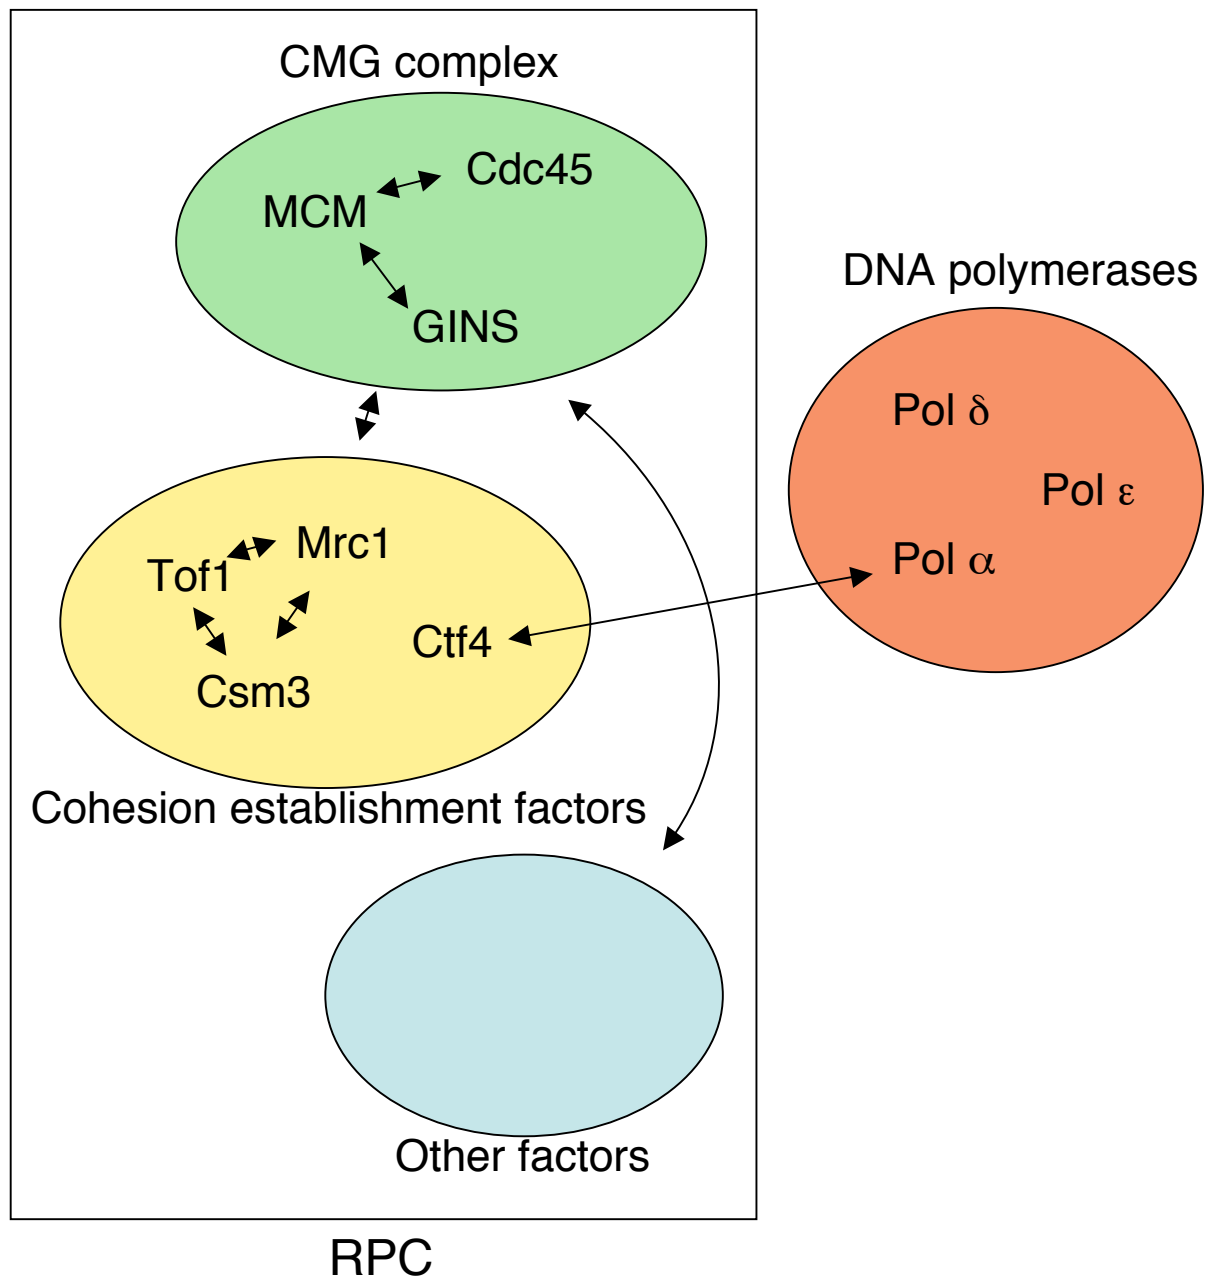 CMG complex
Cdc45
MCM
GINS
DNA polymerases
Pol δ
Pol ε
Pol α
Mrc1
Tof1
Ctf4
Csm3
Cohesion establishment factors
Other factors
RPC